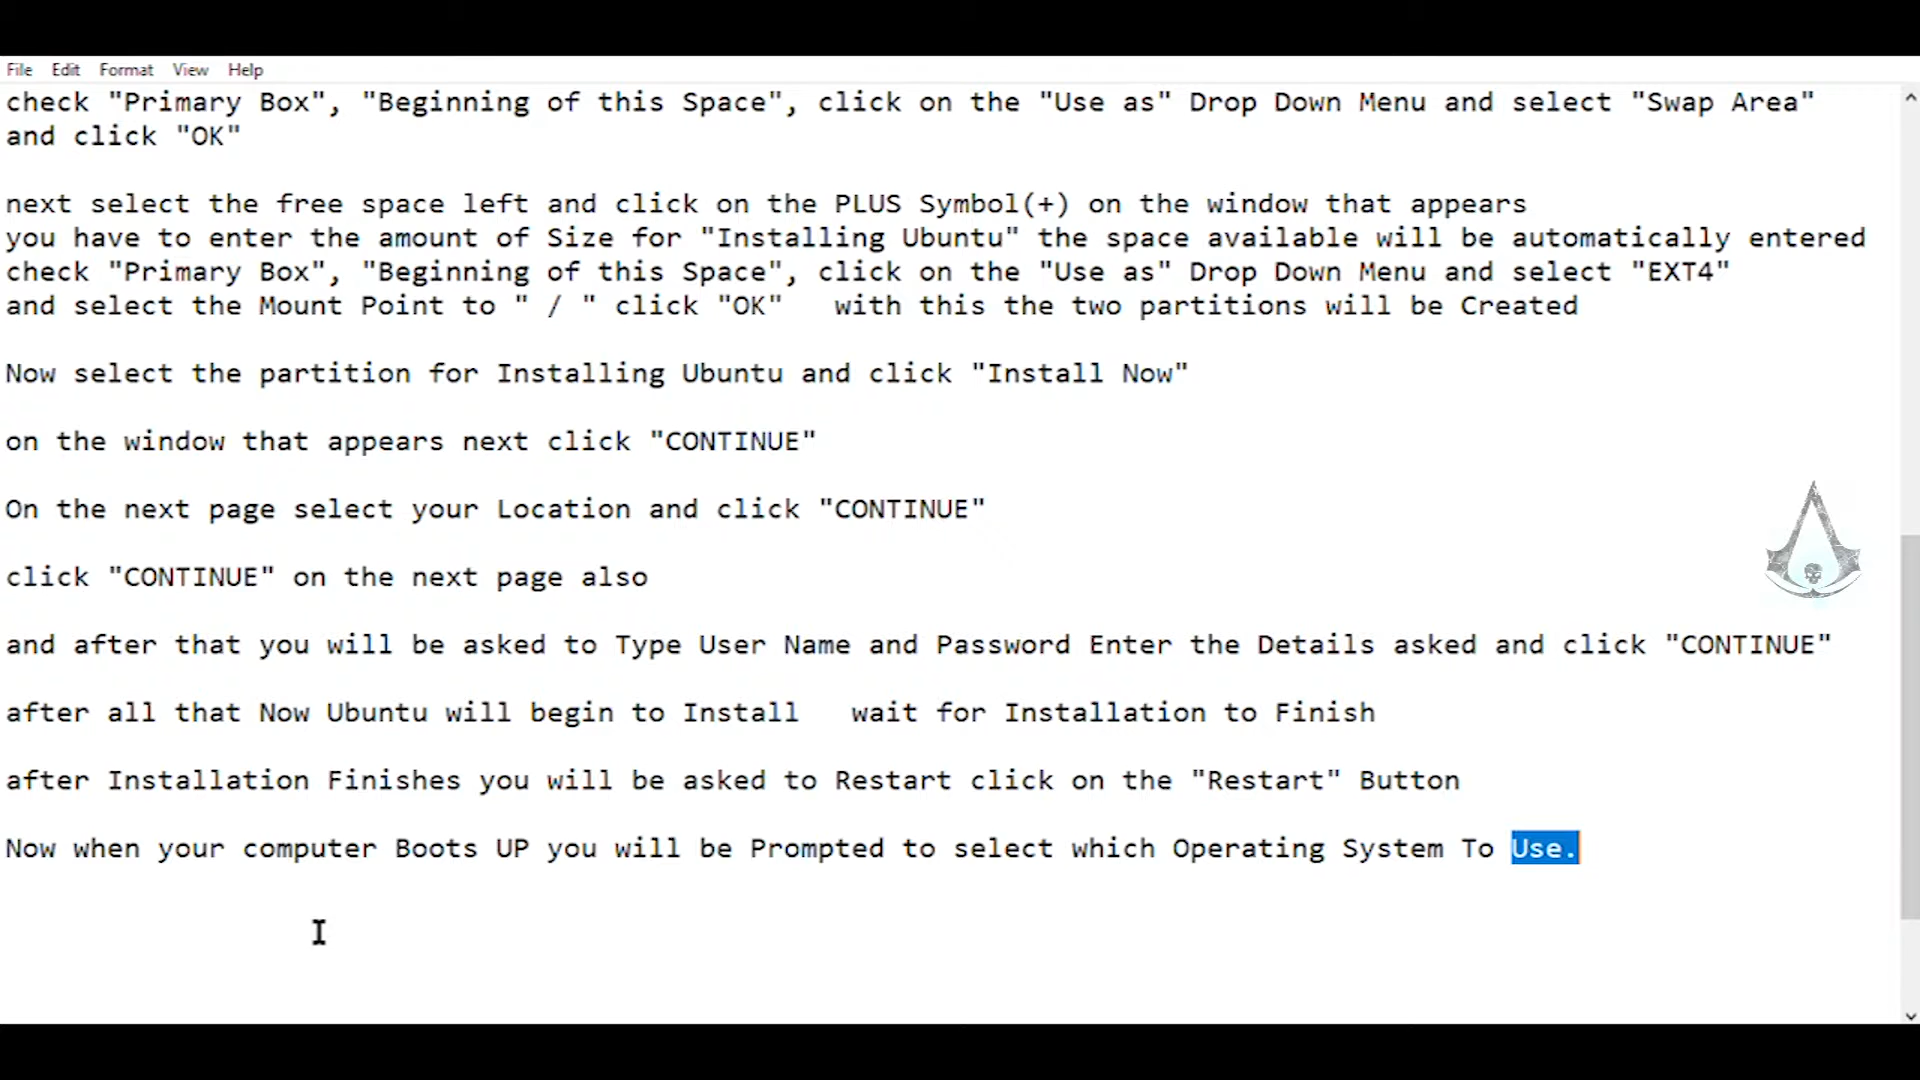 File Edit Format View Help
check "Primary Box", "Beginning of this Space", click on the "Use as" Drop Down Menu and select "Swap Area"
and click "OK"
next select the free space left and click on the PLUS Symbol(+) on the window that appears
you have to enter the amount of Size for "Installing Ubuntu" the space available will be automatically entered
check "Primary Box", "Beginning of this Space", click on the "Use as" Drop Down Menu and select "EXT4"
and select the Mount Point to " / " click "OK"   with this the two partitions will be Created
Now select the partition for Installing Ubuntu and click "Install Now"
on the window that appears next click "CONTINUE"
On the next page select your Location and click "CONTINUE"
click "CONTINUE" on the next page also
and after that you will be asked to Type User Name and Password Enter the Details asked and click "CONTINUE"
after all that Now Ubuntu will begin to Install   wait for Installation to Finish
after Installation Finishes you will be asked to Restart click on the "Restart" Button
Now when your computer Boots UP you will be Prompted to select which Operating System To Use.